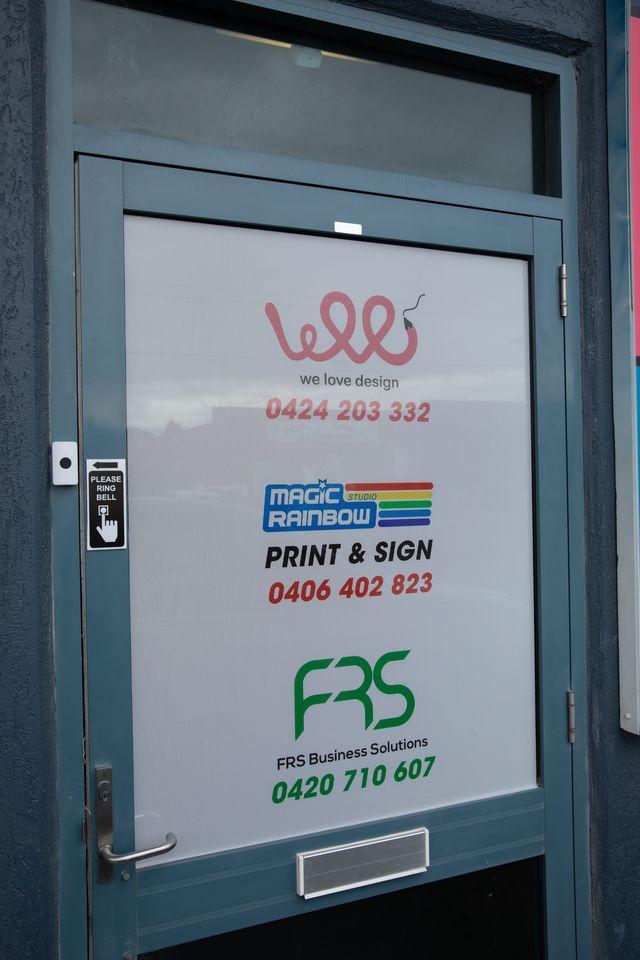 we love design
0424 203 332
PLEASE
RING
BELL
MAGIC
STUDIO
RAINBOW
PRINT & SIGN
0406 402 823
FRS
FRS Business Solutions
0420 710 607